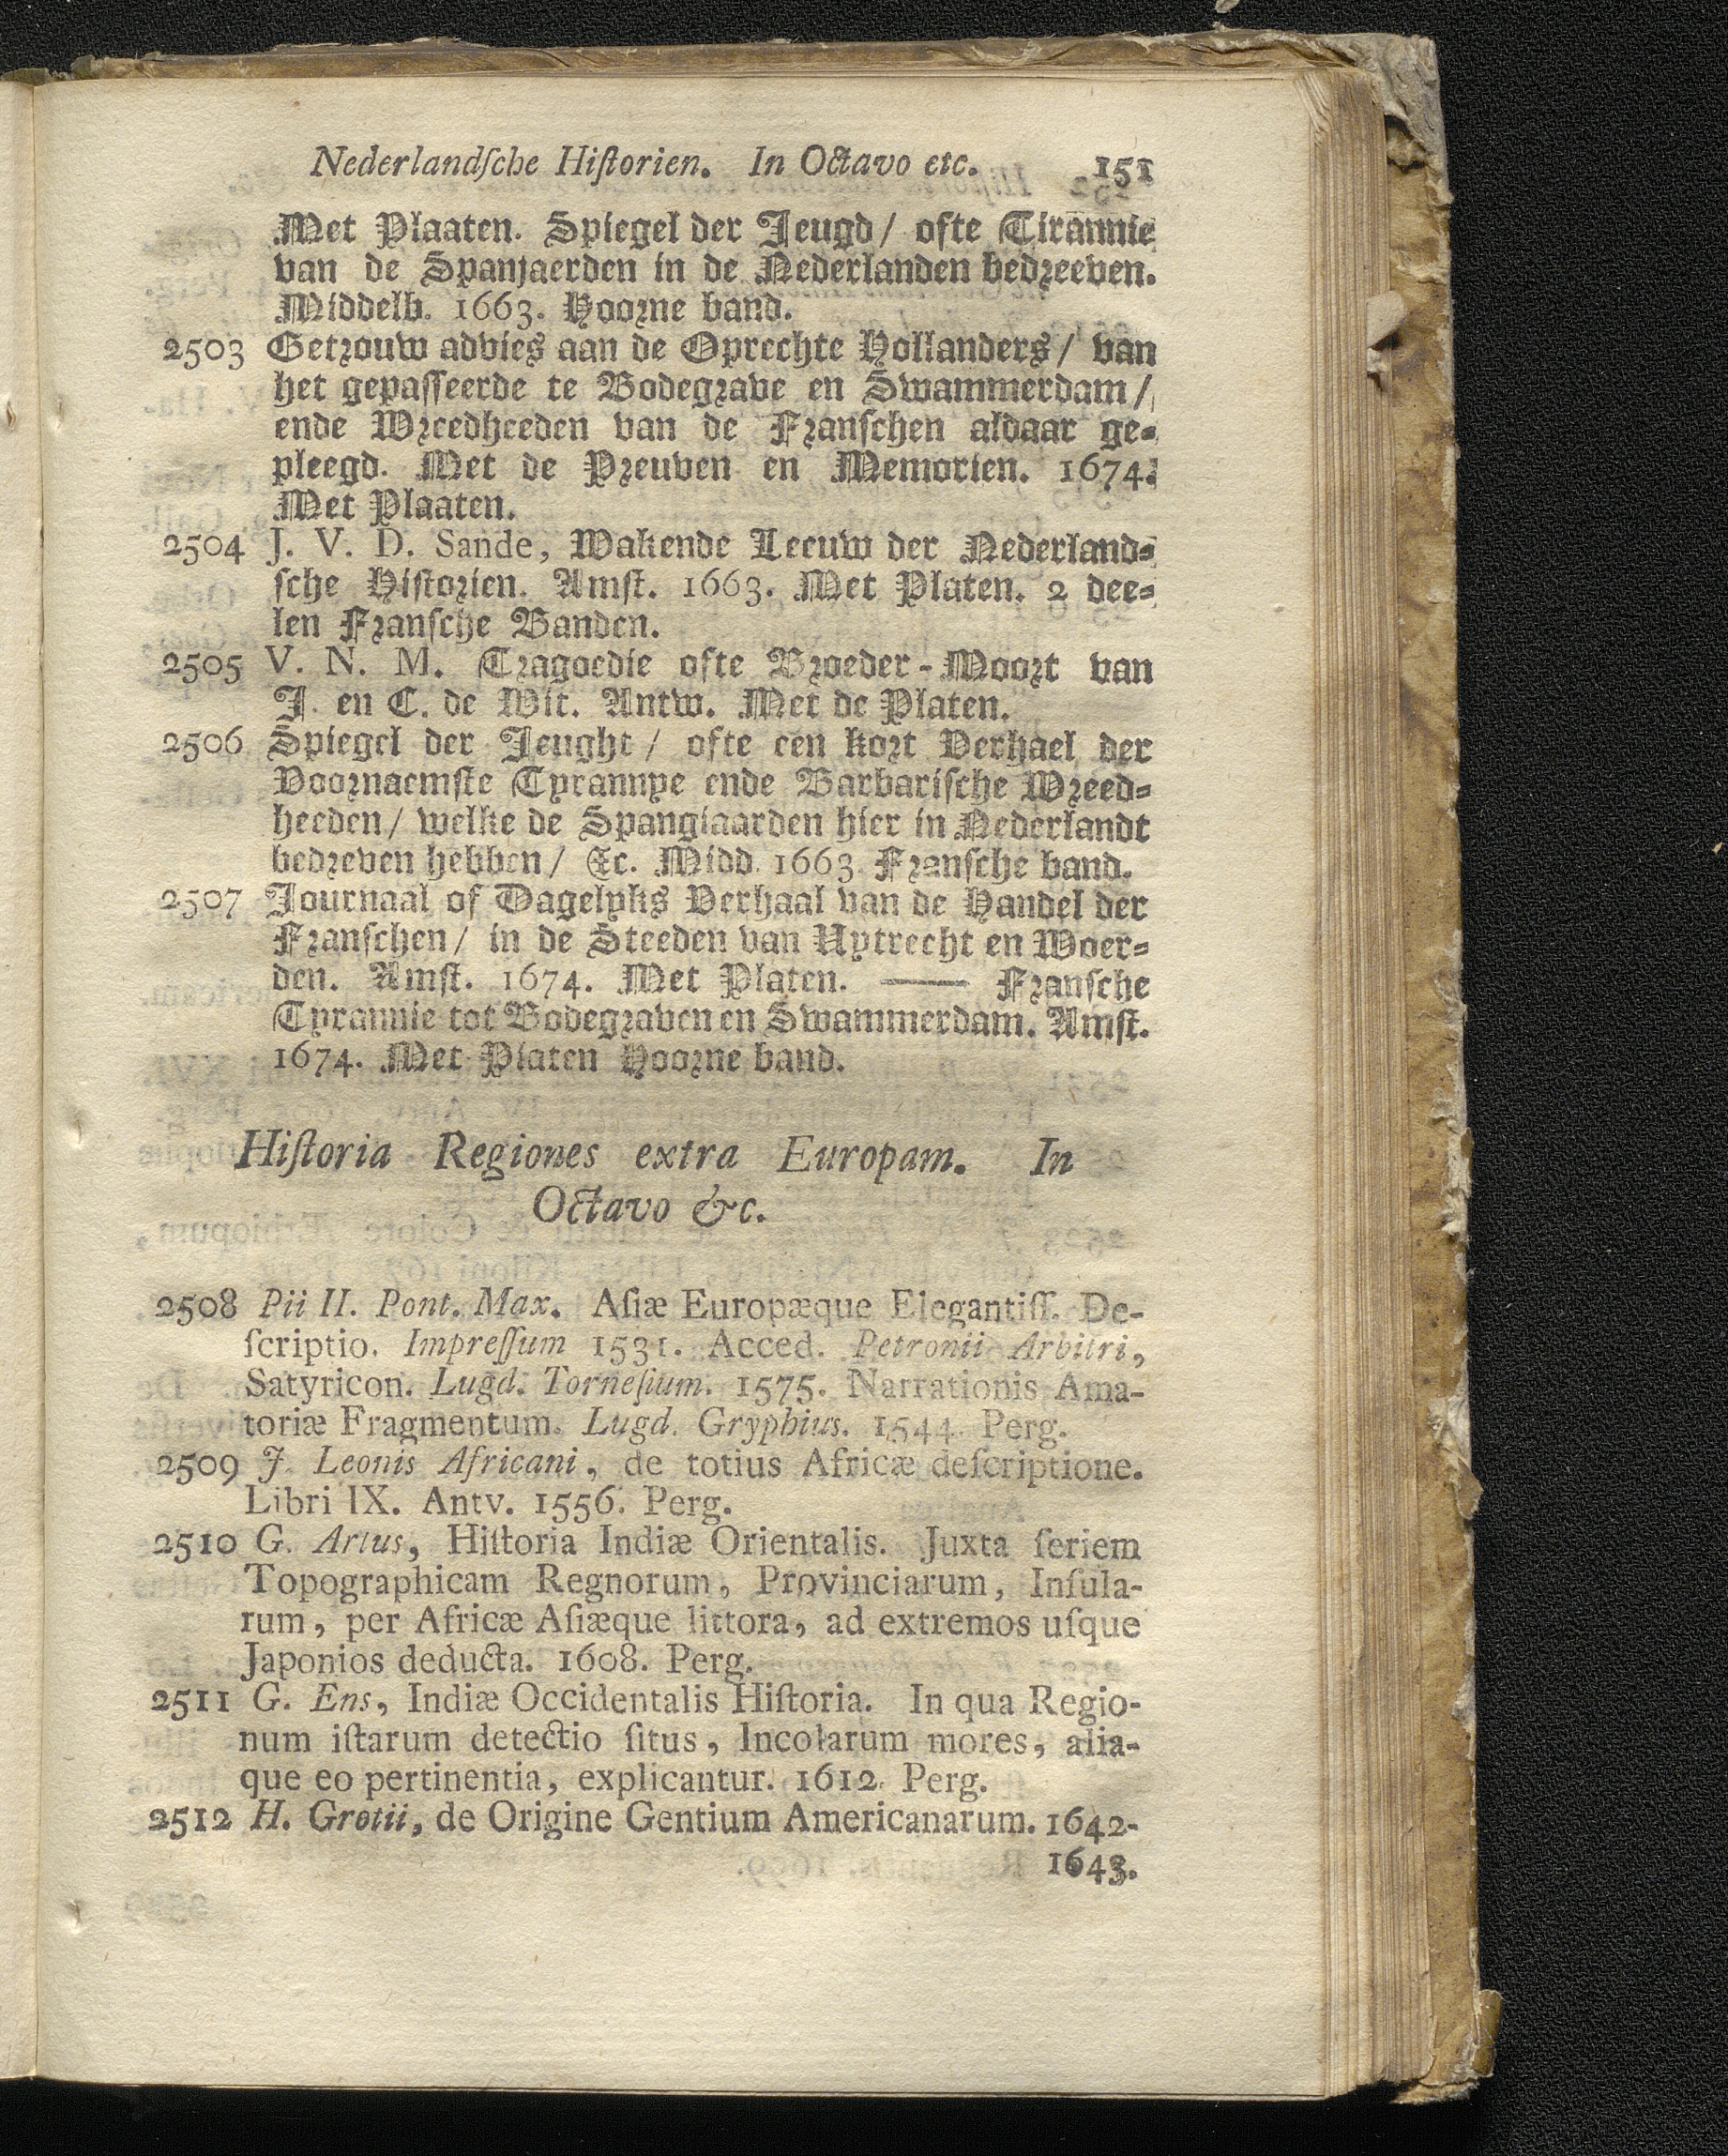 Nederlandſche Hiſtorien. In Octavo etc. 151
Met Plaaten. Spiegel der Jeugd / ofte Tirannie
van de Spanjaerden in de Nederlanden bedreeven.
Middelb. 1663. Hoorne band.
2503 Getrouw advies aan de Oprechte Hollanders / van
het gepaſſeerde te Bodegrave en Swammerdam /
ende Wreedheeden van de Franſchen aldaar ge-
pleegd. Met de Preuven en Memorien. 1674.
Met Plaaten.
2504 J. V. D. Sande, Wakende Leeuw der Nederland-
ſche Hiſtorien. Amſt. 1663. Met Platen. 2 dee-
len Franſche Banden.
2505 V. N. M. Tragoedie ofte Broeder-Moort van
J. en C. de Wit. Antw. Met de Platen.
2506 Spiegel der Jeught / ofte een kort Verhael der
Voornaemſte Tyrannye ende Barbariſche Wreed-
heeden / welke de Spangiaarden hier in Nederlandt
bedreven hebben / &c. Midd. 1663. Franſche band.
2507 Journaal of Dagelyks Verhaal van de Handel der
Franſchen / in de Steeden van Uytrecht en Woer-
den. Amſt. 1674. Met Platen. —— Franſche
Tyrannie tot Bodegraven en Swammerdam. Amſt.
1674. Met Platen Hoorne band.
Hiſtoria Regiones extra Europam. In
Octavo &c.
2508 Pii II. Pont. Max. Aſiæ Europæque Elegantiſſ. De-
ſcriptio. Impreſſum 1531. Acced. Petronii Arbitri,
Satyricon. Lugd. Torneſium. 1575. Narrationis Ama-
toriæ Fragmentum. Lugd. Gryphius. 1544. Perg.
2509 J. Leonis Africani, de totius Africæ deſcriptione.
Libri IX. Antv. 1556. Perg.
2510 G. Artus, Hiſtoria Indiæ Orientalis. Juxta ſeriem
Topographicam Regnorum, Provinciarum, Inſula-
rum, per Africæ Aſiæque littora, ad extremos uſque
Japonios deducta. 1608. Perg.
2511 G. Ens, Indiæ Occidentalis Hiſtoria. In qua Regio-
num iſtarum detectio ſitus, Incolarum mores, alia-
que eo pertinentia, explicantur. 1612. Perg.
2512 H. Grotii, de Origine Gentium Americanarum. 1642-
1643.